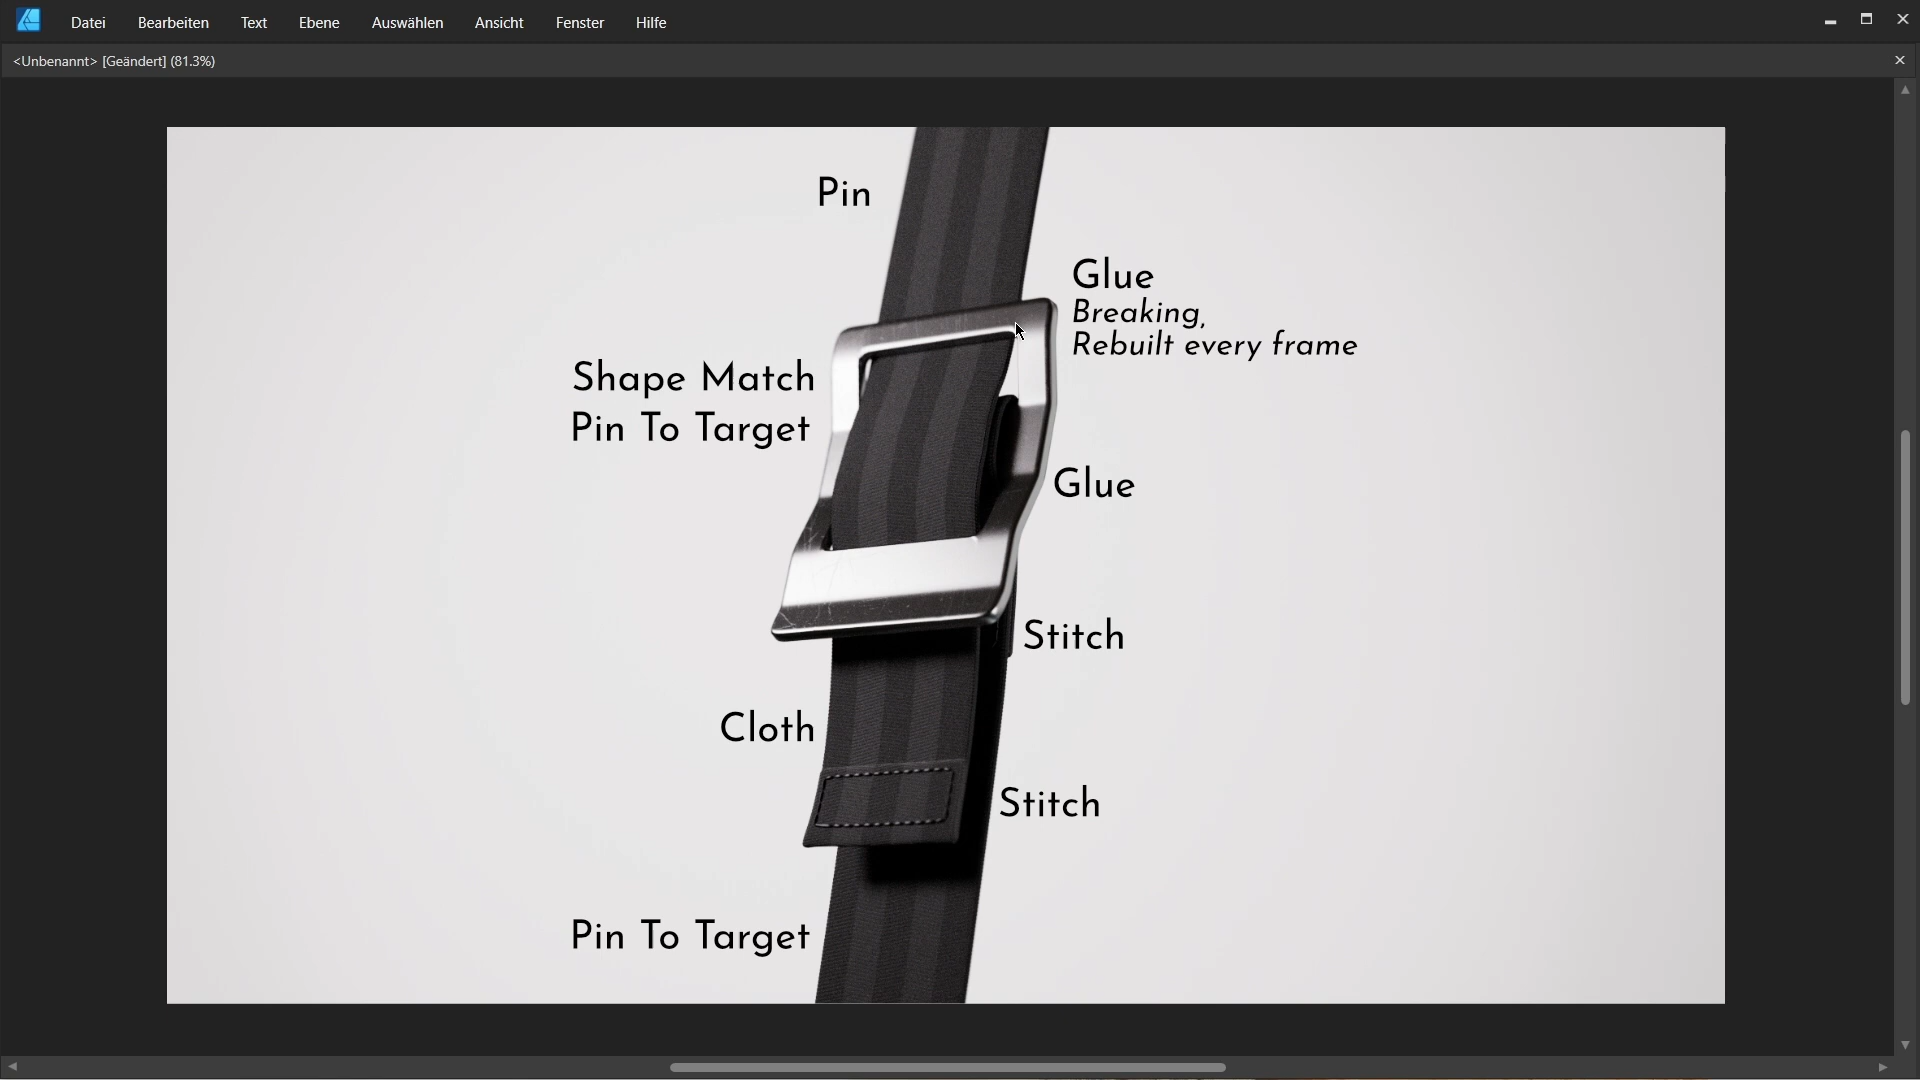 Datei Bearbeiten Text Ebene Auswählen Ansicht Fenster Hilfe
<Unbenannt> [Geändert] (81.3%)
Pin
Glue
Breaking,
Rebuilt every frame
Shape Match
Pin To Target
Glue
Stitch
Cloth
Stitch
Pin To Target